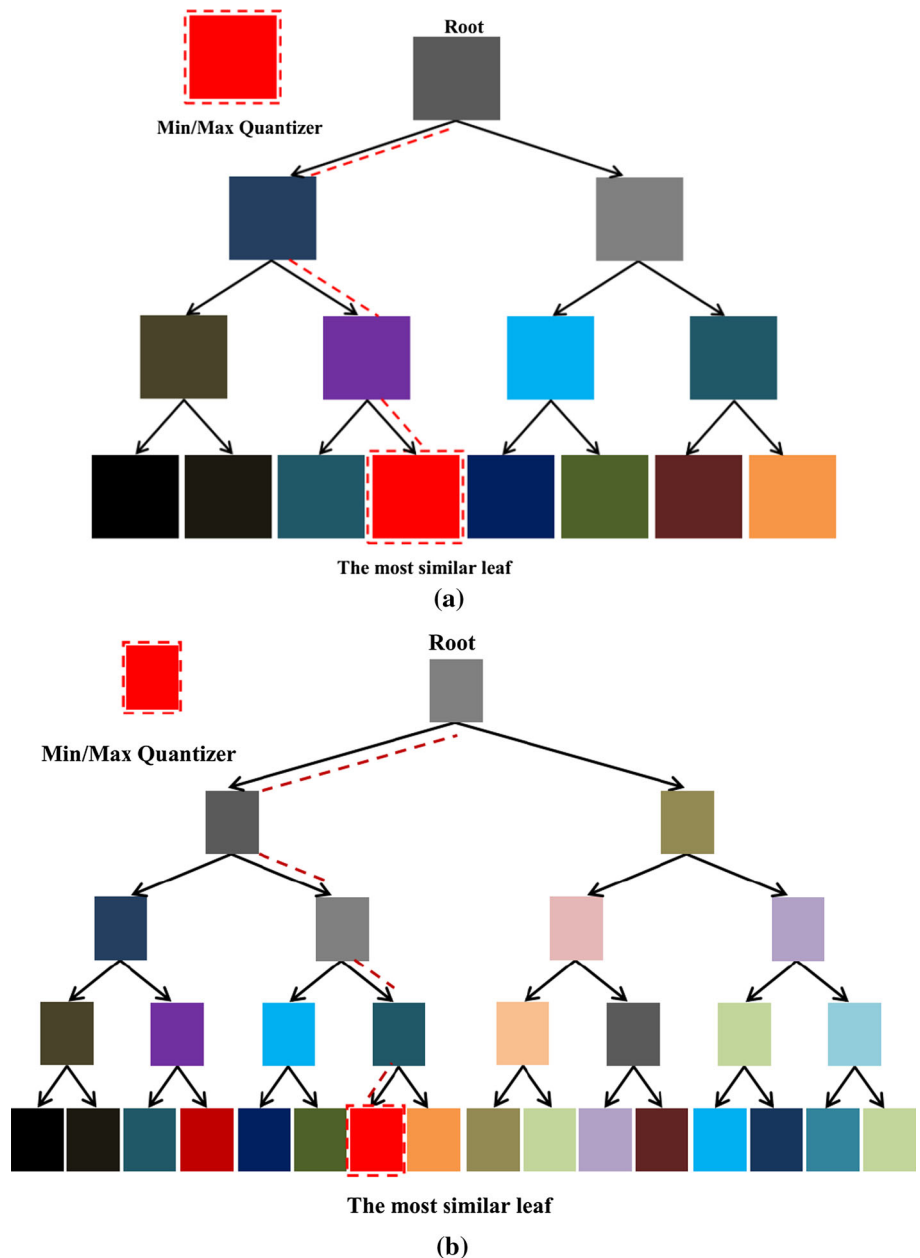 Root
Min/Max Quantizer
The most similar leaf
(a)
Root
Min/Max Quantizer
The most similar leaf
(b)